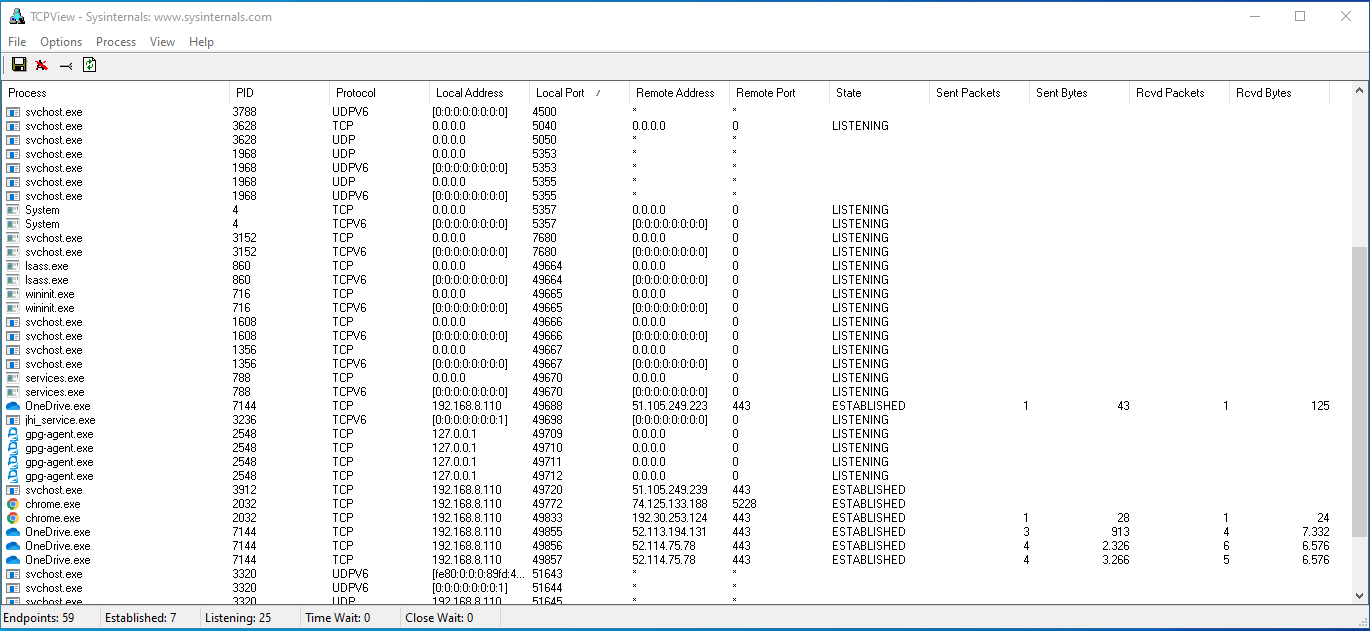 TCPView - Sysinternals: www.sysinternals.com
File Options Process View Help
Process PID Protocol Local Address Local Port / Remote Address Remote Port State Sent Packets Sent Bytes Rcvd Packets Rcvd Bytes
svchost.exe 3788 UDPV6 [0:0:0:0:0:0:0:0] 4500 * *
svchost.exe 3628 TCP 0.0.0.0 5040 0.0.0.0 0 LISTENING
svchost.exe 3628 UDP 0.0.0.0 5050 * *
svchost.exe 1968 UDP 0.0.0.0 5353 * *
svchost.exe 1968 UDPV6 [0:0:0:0:0:0:0:0] 5353 * *
svchost.exe 1968 UDP 0.0.0.0 5355 * *
svchost.exe 1968 UDPV6 [0:0:0:0:0:0:0:0] 5355 * *
System 4 TCP 0.0.0.0 5357 0.0.0.0 0 LISTENING
System 4 TCPV6 [0:0:0:0:0:0:0:0] 5357 [0:0:0:0:0:0:0:0] 0 LISTENING
svchost.exe 3152 TCP 0.0.0.0 7680 0.0.0.0 0 LISTENING
svchost.exe 3152 TCPV6 [0:0:0:0:0:0:0:0] 7680 [0:0:0:0:0:0:0:0] 0 LISTENING
lsass.exe 860 TCP 0.0.0.0 49664 0.0.0.0 0 LISTENING
lsass.exe 860 TCPV6 [0:0:0:0:0:0:0:0] 49664 [0:0:0:0:0:0:0:0] 0 LISTENING
wininit.exe 716 TCP 0.0.0.0 49665 0.0.0.0 0 LISTENING
wininit.exe 716 TCPV6 [0:0:0:0:0:0:0:0] 49665 [0:0:0:0:0:0:0:0] 0 LISTENING
svchost.exe 1608 TCP 0.0.0.0 49666 0.0.0.0 0 LISTENING
svchost.exe 1608 TCPV6 [0:0:0:0:0:0:0:0] 49666 [0:0:0:0:0:0:0:0] 0 LISTENING
svchost.exe 1356 TCP 0.0.0.0 49667 0.0.0.0 0 LISTENING
svchost.exe 1356 TCPV6 [0:0:0:0:0:0:0:0] 49667 [0:0:0:0:0:0:0:0] 0 LISTENING
services.exe 788 TCP 0.0.0.0 49670 0.0.0.0 0 LISTENING
services.exe 788 TCPV6 [0:0:0:0:0:0:0:0] 49670 [0:0:0:0:0:0:0:0] 0 LISTENING
OneDrive.exe 7144 TCP 192.168.8.110 49688 51.105.249.223 443 ESTABLISHED 1 43 1 125
jhi_service.exe 3236 TCPV6 [0:0:0:0:0:0:0:1] 49698 [0:0:0:0:0:0:0:0] 0 LISTENING
gpg-agent.exe 2548 TCP 127.0.0.1 49709 0.0.0.0 0 LISTENING
gpg-agent.exe 2548 TCP 127.0.0.1 49710 0.0.0.0 0 LISTENING
gpg-agent.exe 2548 TCP 127.0.0.1 49711 0.0.0.0 0 LISTENING
gpg-agent.exe 2548 TCP 127.0.0.1 49712 0.0.0.0 0 LISTENING
svchost.exe 3912 TCP 192.168.8.110 49720 51.105.249.239 443 ESTABLISHED
chrome.exe 2032 TCP 192.168.8.110 49772 74.125.133.188 5228 ESTABLISHED
chrome.exe 2032 TCP 192.168.8.110 49833 192.30.253.124 443 ESTABLISHED 1 28 1 24
OneDrive.exe 7144 TCP 192.168.8.110 49855 52.113.194.131 443 ESTABLISHED 3 913 4 7.332
OneDrive.exe 7144 TCP 192.168.8.110 49856 52.114.75.78 443 ESTABLISHED 4 2.326 6 6.576
OneDrive.exe 7144 TCP 192.168.8.110 49857 52.114.75.78 443 ESTABLISHED 4 3.266 5 6.576
svchost.exe 3320 UDPV6 [fe80:0:0:0:89fd:4... 51643 * *
svchost.exe 3320 UDPV6 [0:0:0:0:0:0:0:1] 51644 * *
svchost.exe 3320 UDP 192.168.8.110 51645 * *
Endpoints: 59 Established: 7 Listening: 25 Time Wait: 0 Close Wait: 0